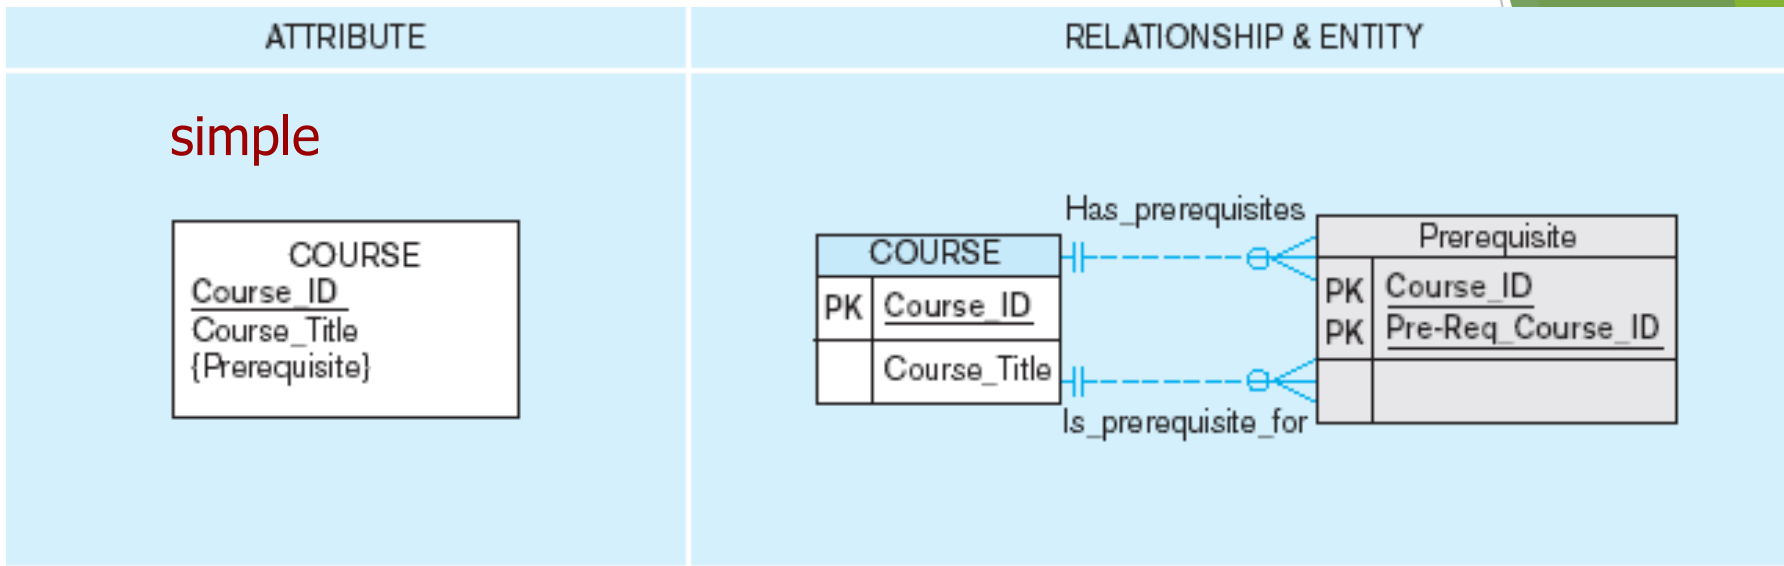 ATTRIBUTE
RELATIONSHIP & ENTITY
simple
COURSE
Course_ID
Course_Title
{Prerequisite}
Has_prerequisites
COURSE
PK Course_ID
Course_Title
Is_prerequisite_for
Prerequisite
PK Course_ID
PK Pre-Req_Course_ID